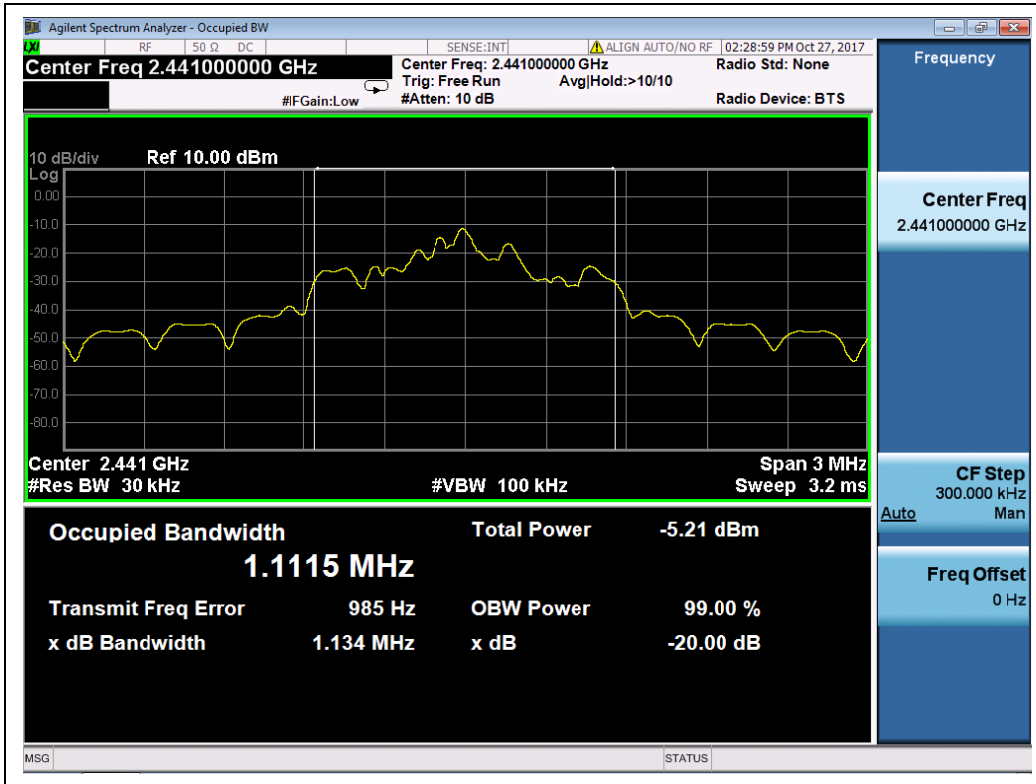 Agilent Spectrum Analyzer - Occupied BW
LXI RF 50 Ω DC SENSE:INT ALIGN AUTO/NO RF 02:28:59 PM Oct 27, 2017
Center Freq 2.441000000 GHz
Center Freq: 2.441000000 GHz Radio Std: None
Trig: Free Run Avg|Hold:>10/10
#IFGain:Low #Atten: 10 dB Radio Device: BTS
10 dB/div Ref 10.00 dBm
Log
0.00
-10.0
-20.0
-30.0
-40.0
-50.0
-60.0
-70.0
-80.0
Center 2.441 GHz Span 3 MHz
#Res BW 30 kHz #VBW 100 kHz Sweep 3.2 ms
Occupied Bandwidth Total Power -5.21 dBm
1.1115 MHz
Transmit Freq Error 985 Hz OBW Power 99.00 %
x dB Bandwidth 1.134 MHz x dB -20.00 dB
Frequency
Center Freq
2.441000000 GHz
CF Step
300.000 kHz
Auto Man
Freq Offset
0 Hz
MSG STATUS